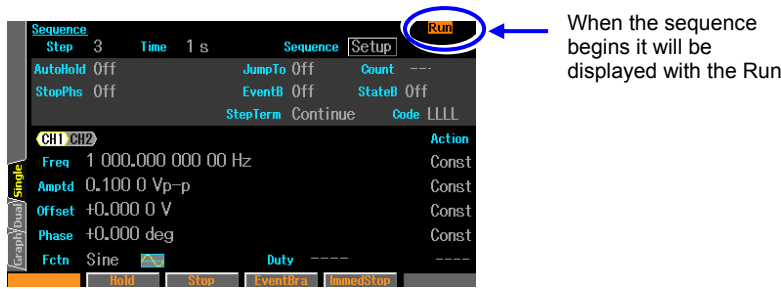 Sequence
Run
Step 3 Time 1 s Sequence Setup
AutoHold Off JumpTo Off Count ---
StopPhs Off EventB Off StateB Off
StepTerm Continue Code LLLL
CH1 CH2 Action
Freq 1 000.000 000 00 Hz Const
Amptd 0.100 0 Vp-p Const
Offset +0.000 0 V Const
Phase +0.000 deg Const
Fctn Sine Duty ---- ----
Hold Stop EventBra ImmedStop
/Graph/Dual/Single
When the sequence
begins it will be
displayed with the Run